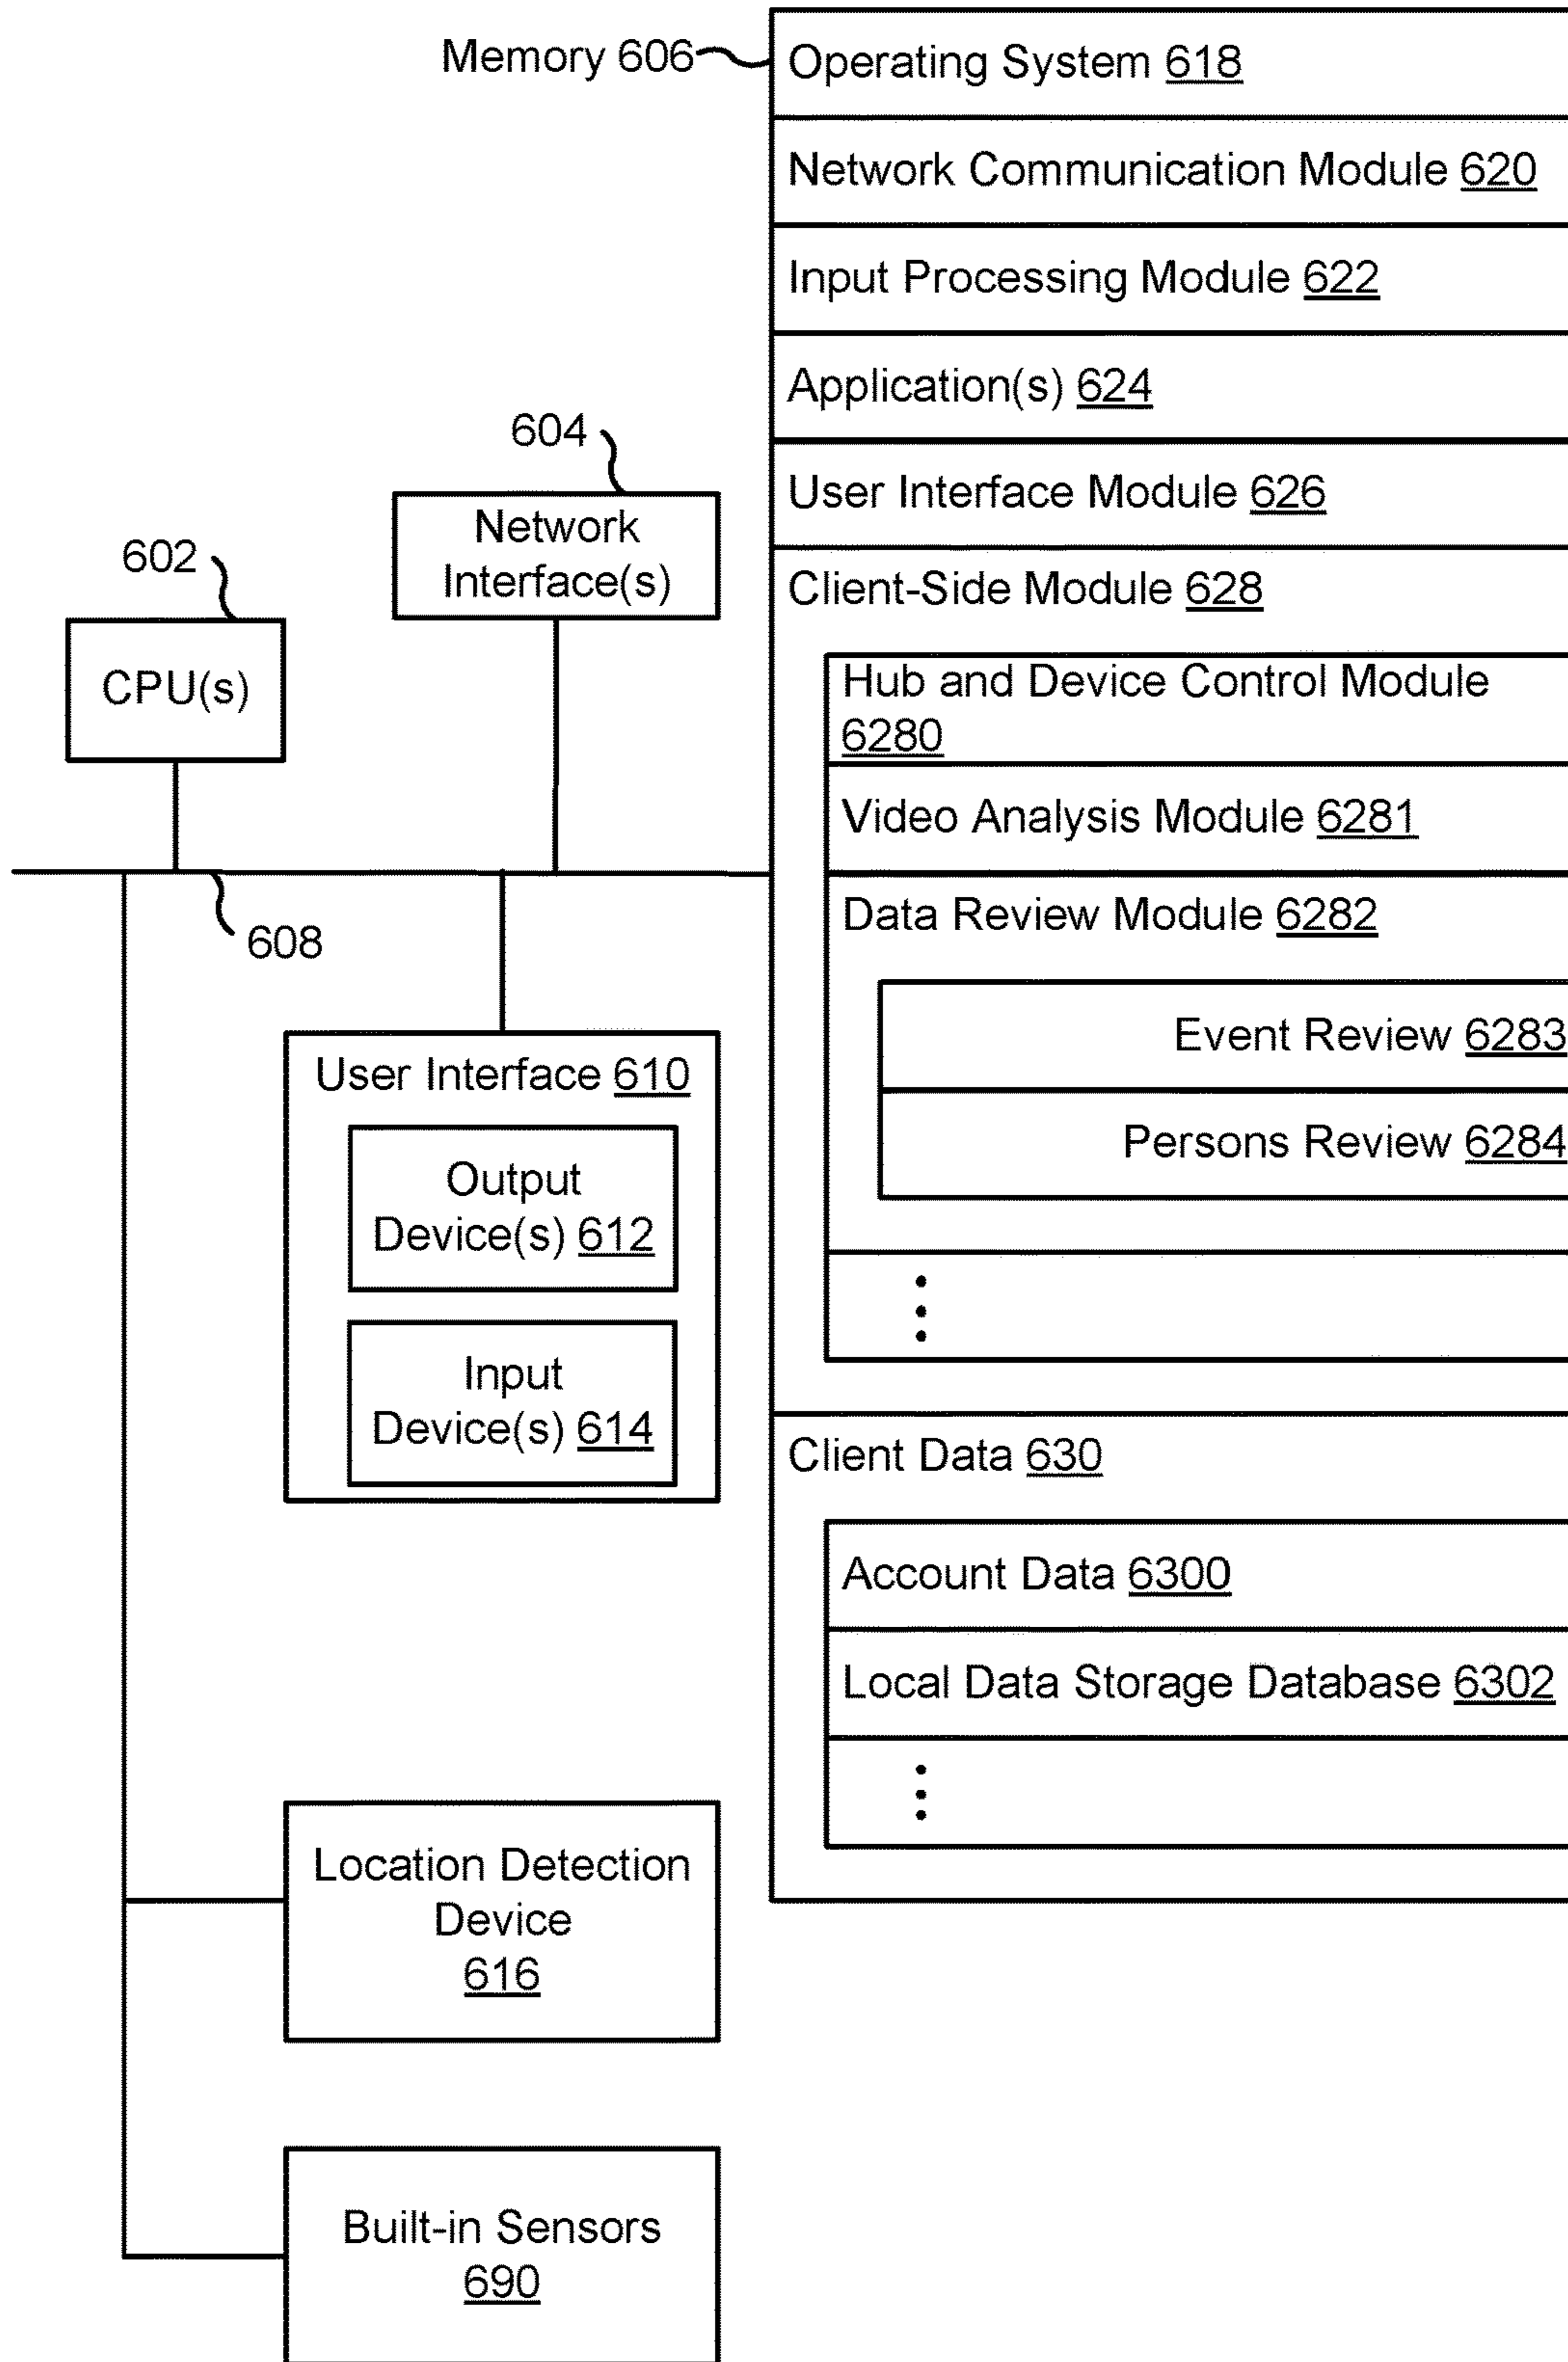 Memory 606
Operating System 618
Network Communication Module 620
Input Processing Module 622
Application(s) 624
User Interface Module 626
Client-Side Module 628
Hub and Device Control Module
6280
Video Analysis Module 6281
Data Review Module 6282
Event Review 6283
Persons Review 6284
Client Data 630
Account Data 6300
Local Data Storage Database 6302
604
Network
Interface(s)
602
CPU(s)
608
User Interface 610
Output
Device(s) 612
Input
Device(s) 614
Location Detection
Device
616
Built-in Sensors
690